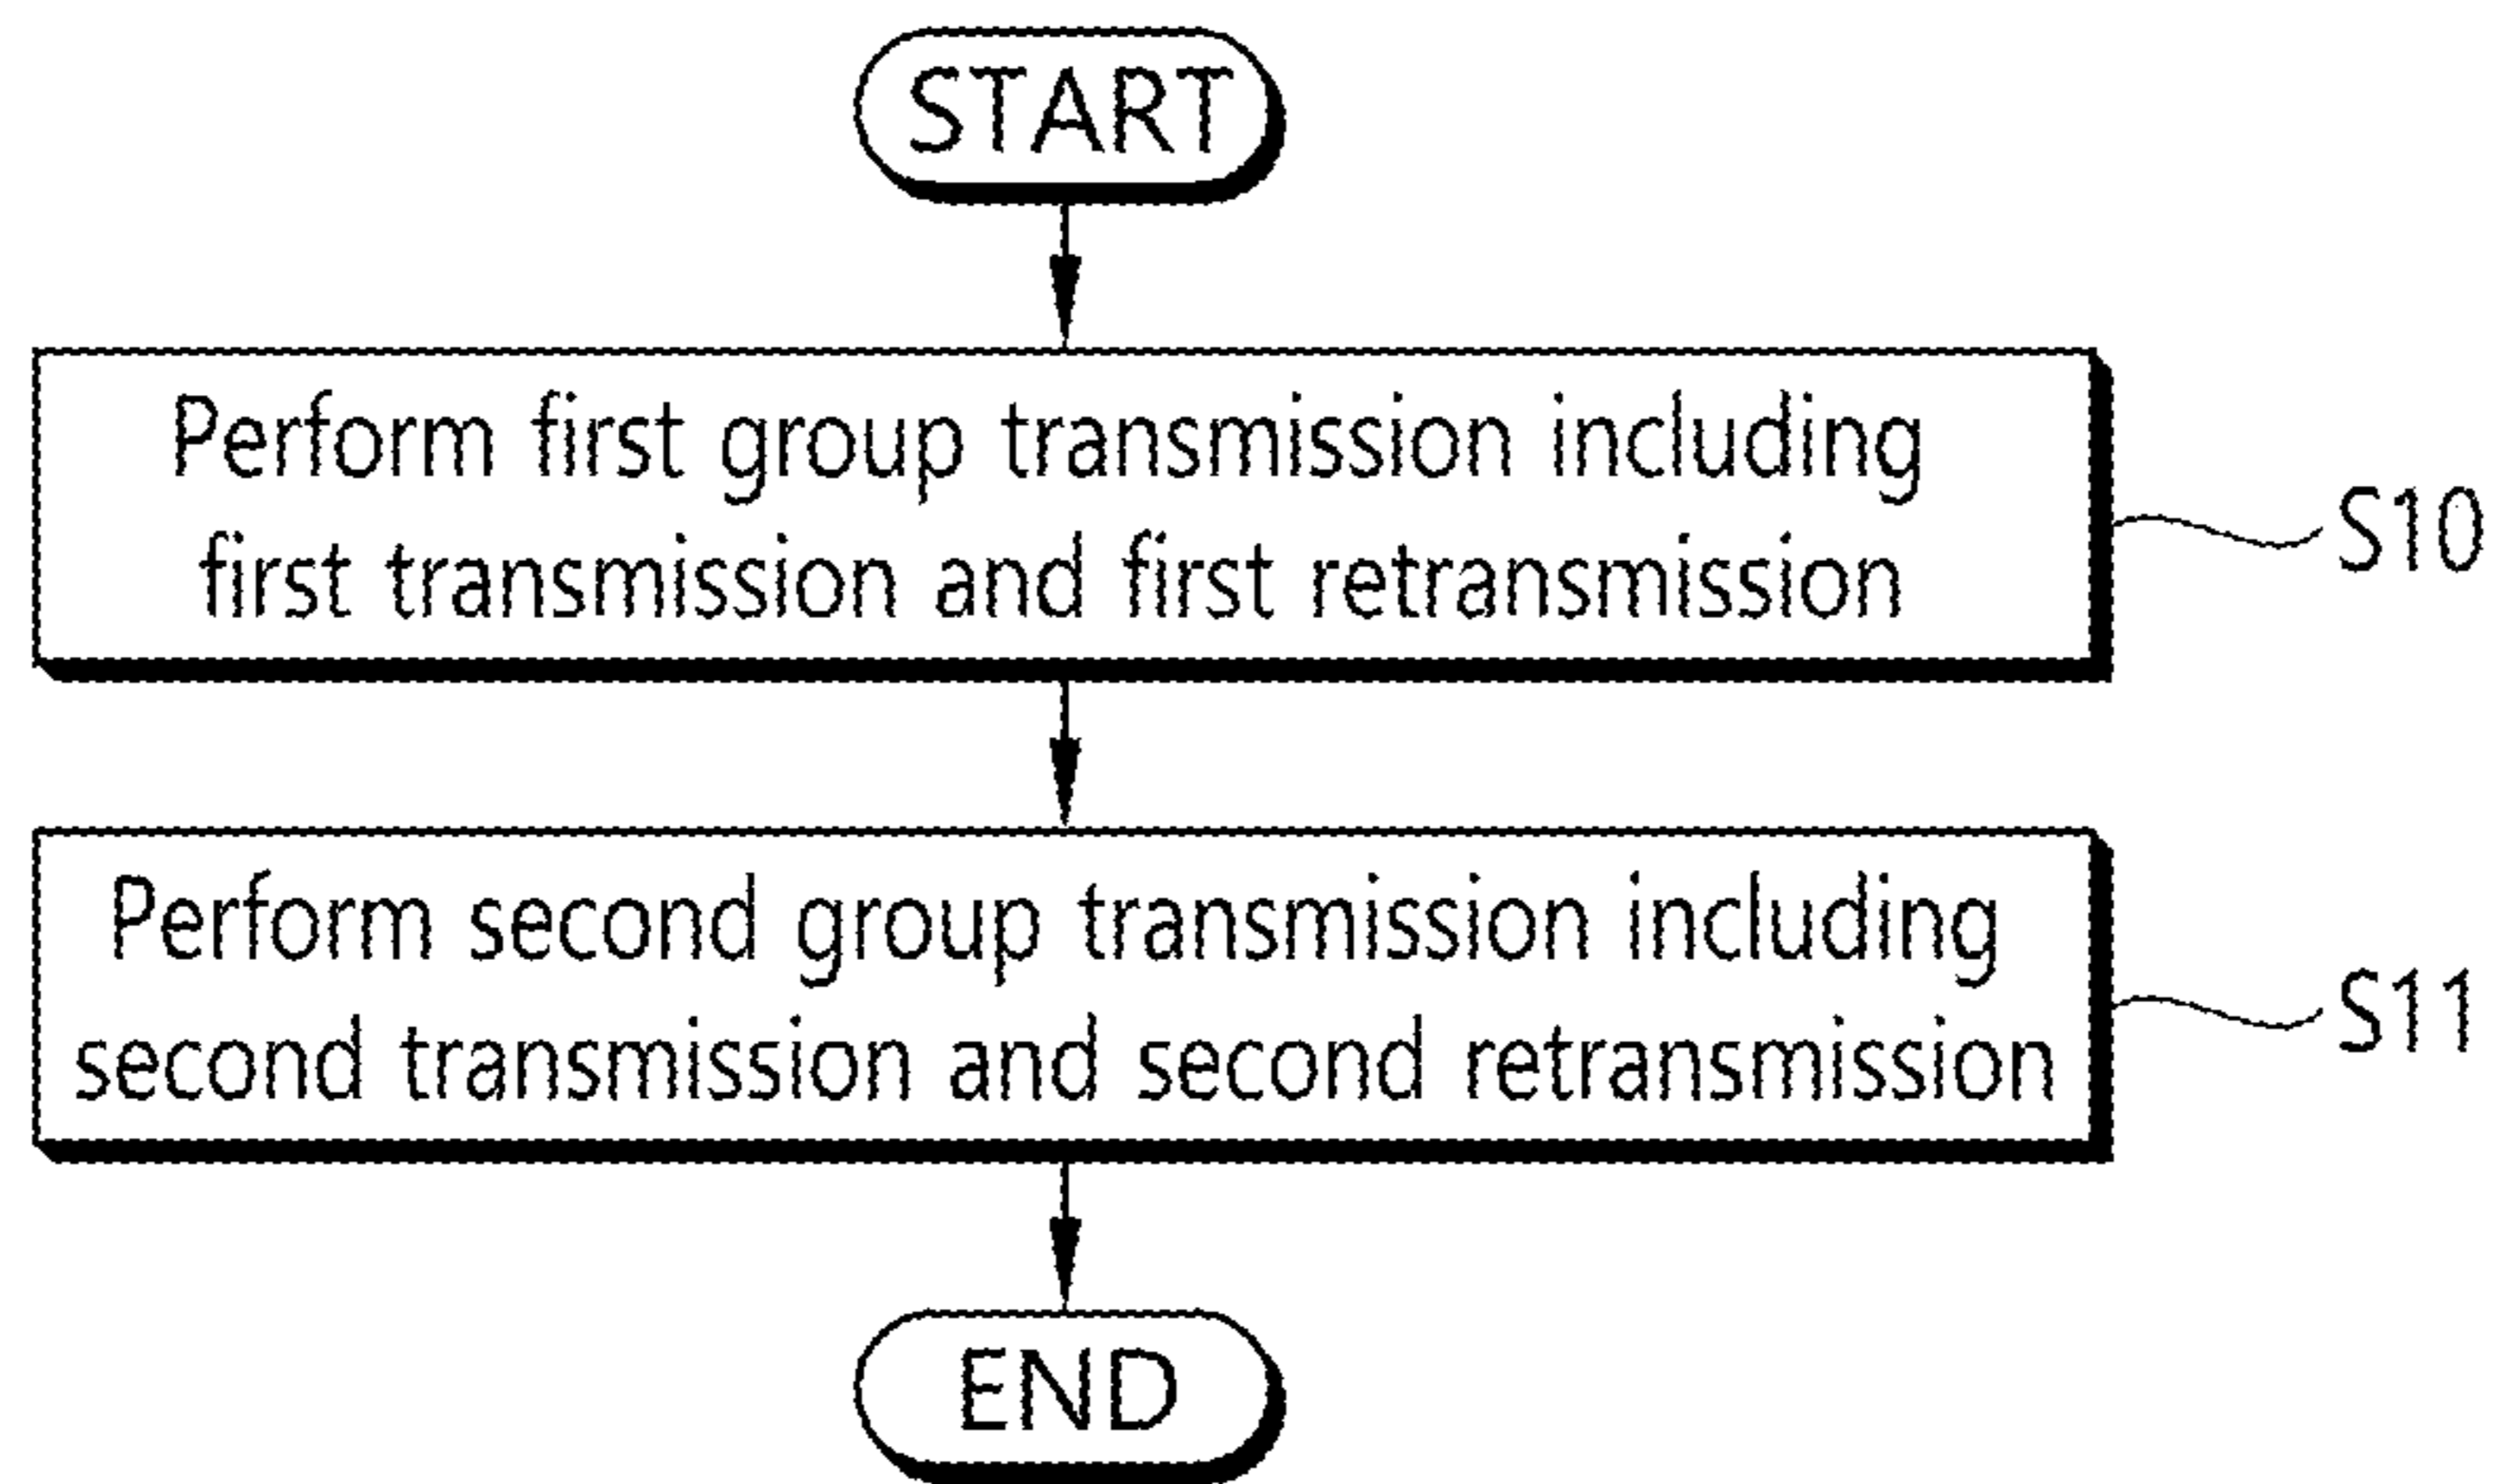 START
Perform first group transmission including
first transmission and first retransmission
S10
Perform second group transmission including
second transmission and second retransmission
S11
END